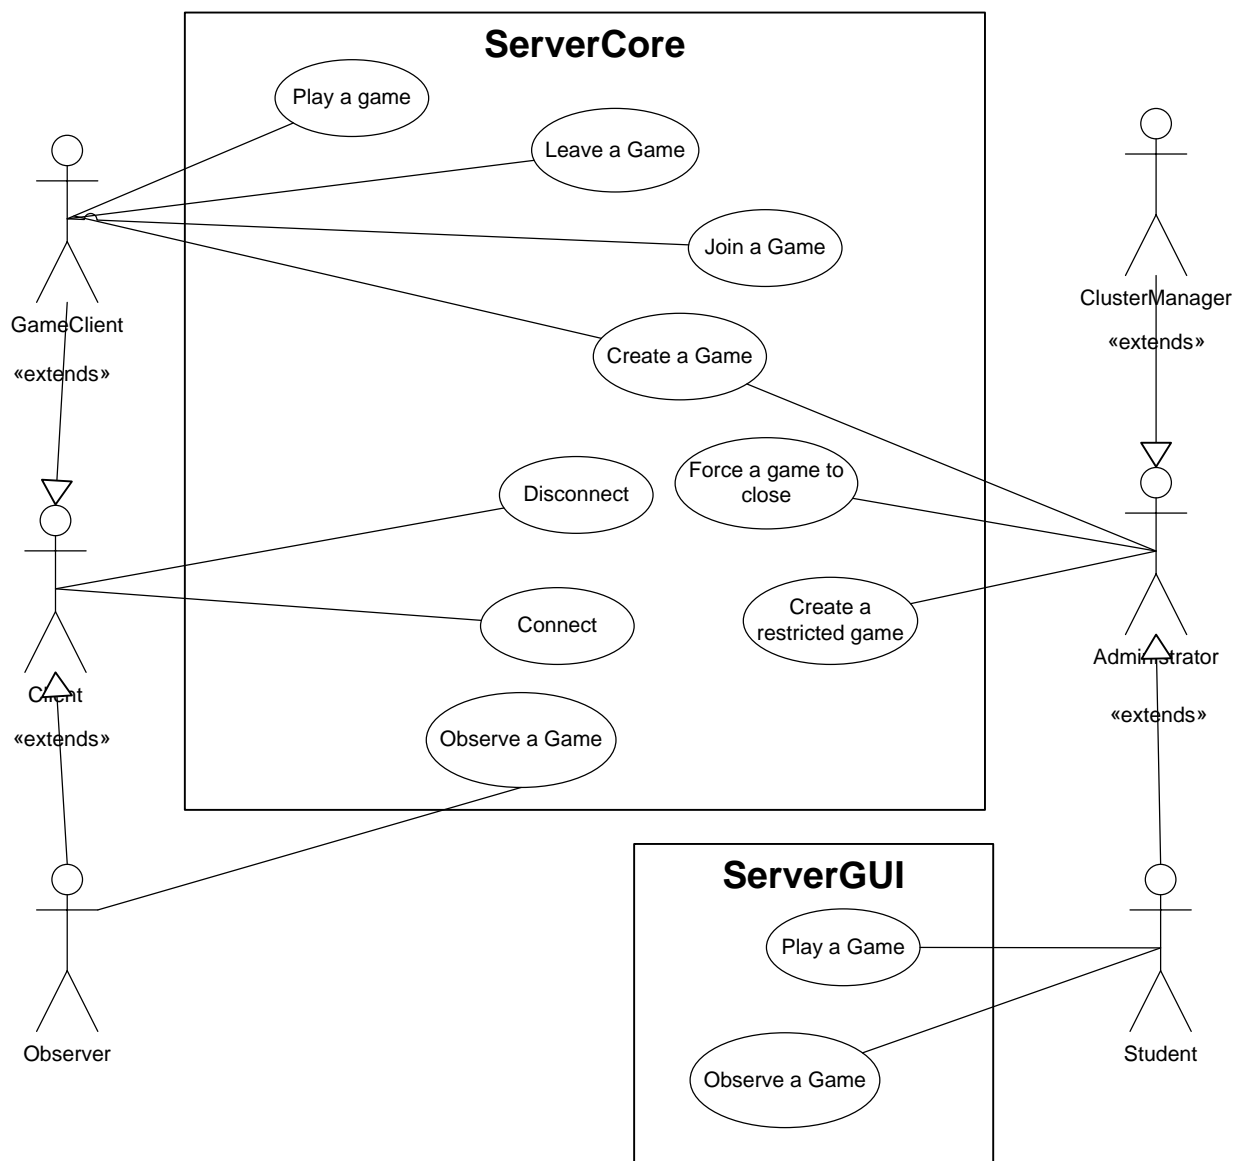 ServerCore
Play a game
Leave a Game
Join a Game
GameClient
ClusterManager
«extends»
«extends»
Create a Game
Force a game to
close
Disconnect
Create a
restricted game
Connect
Client
Administrator
«extends»
«extends»
Observe a Game
ServerGUI
Play a Game
Observer
Student
Observe a Game